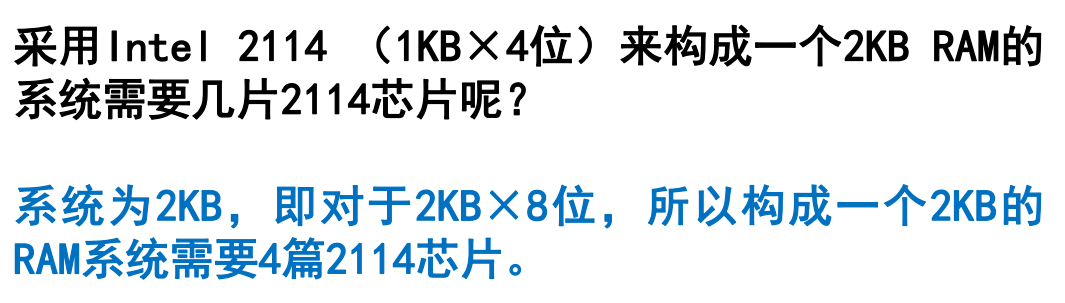 采用Intel 2114 （1KB×4位）来构成一个2KB RAM的
系统需要几片2114芯片呢？
系统为2KB，即对于2KB×8位，所以构成一个2KB的
RAM系统需要4篇2114芯片。